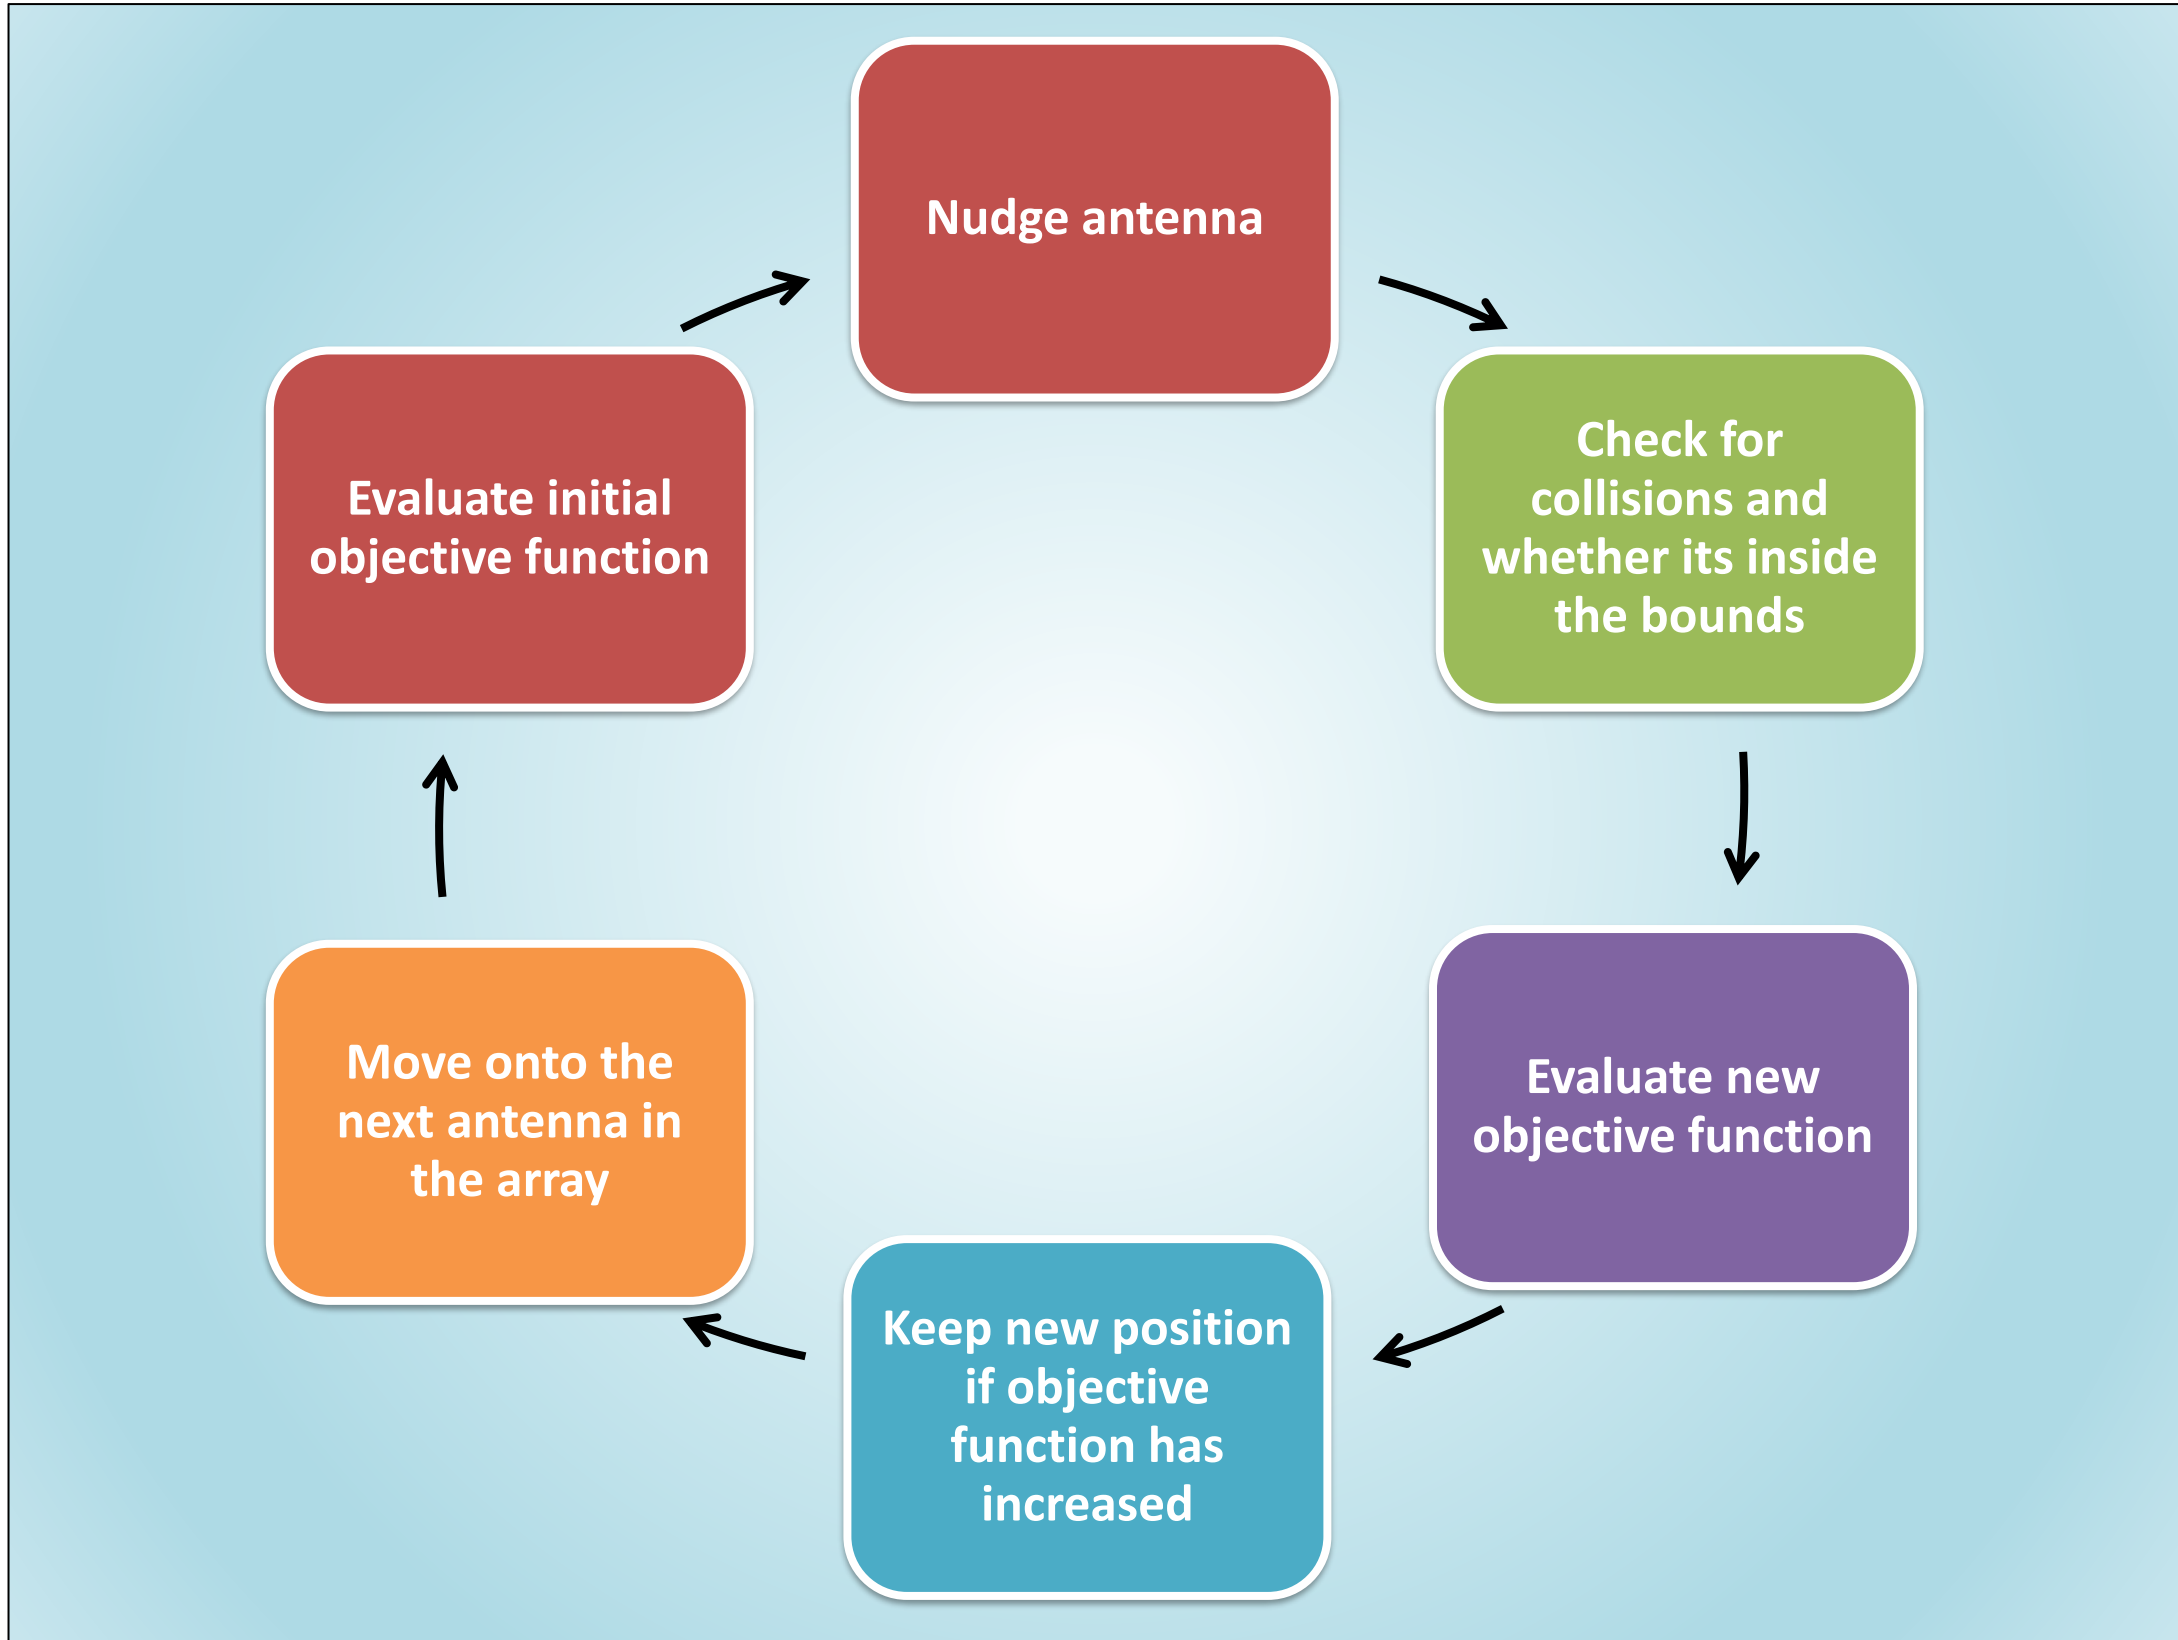 Nudge antenna
Check for
collisions and
whether its inside
the bounds
Evaluate new
objective function
Keep new position
if objective
function has
increased
Move onto the
next antenna in
the array
Evaluate initial
objective function